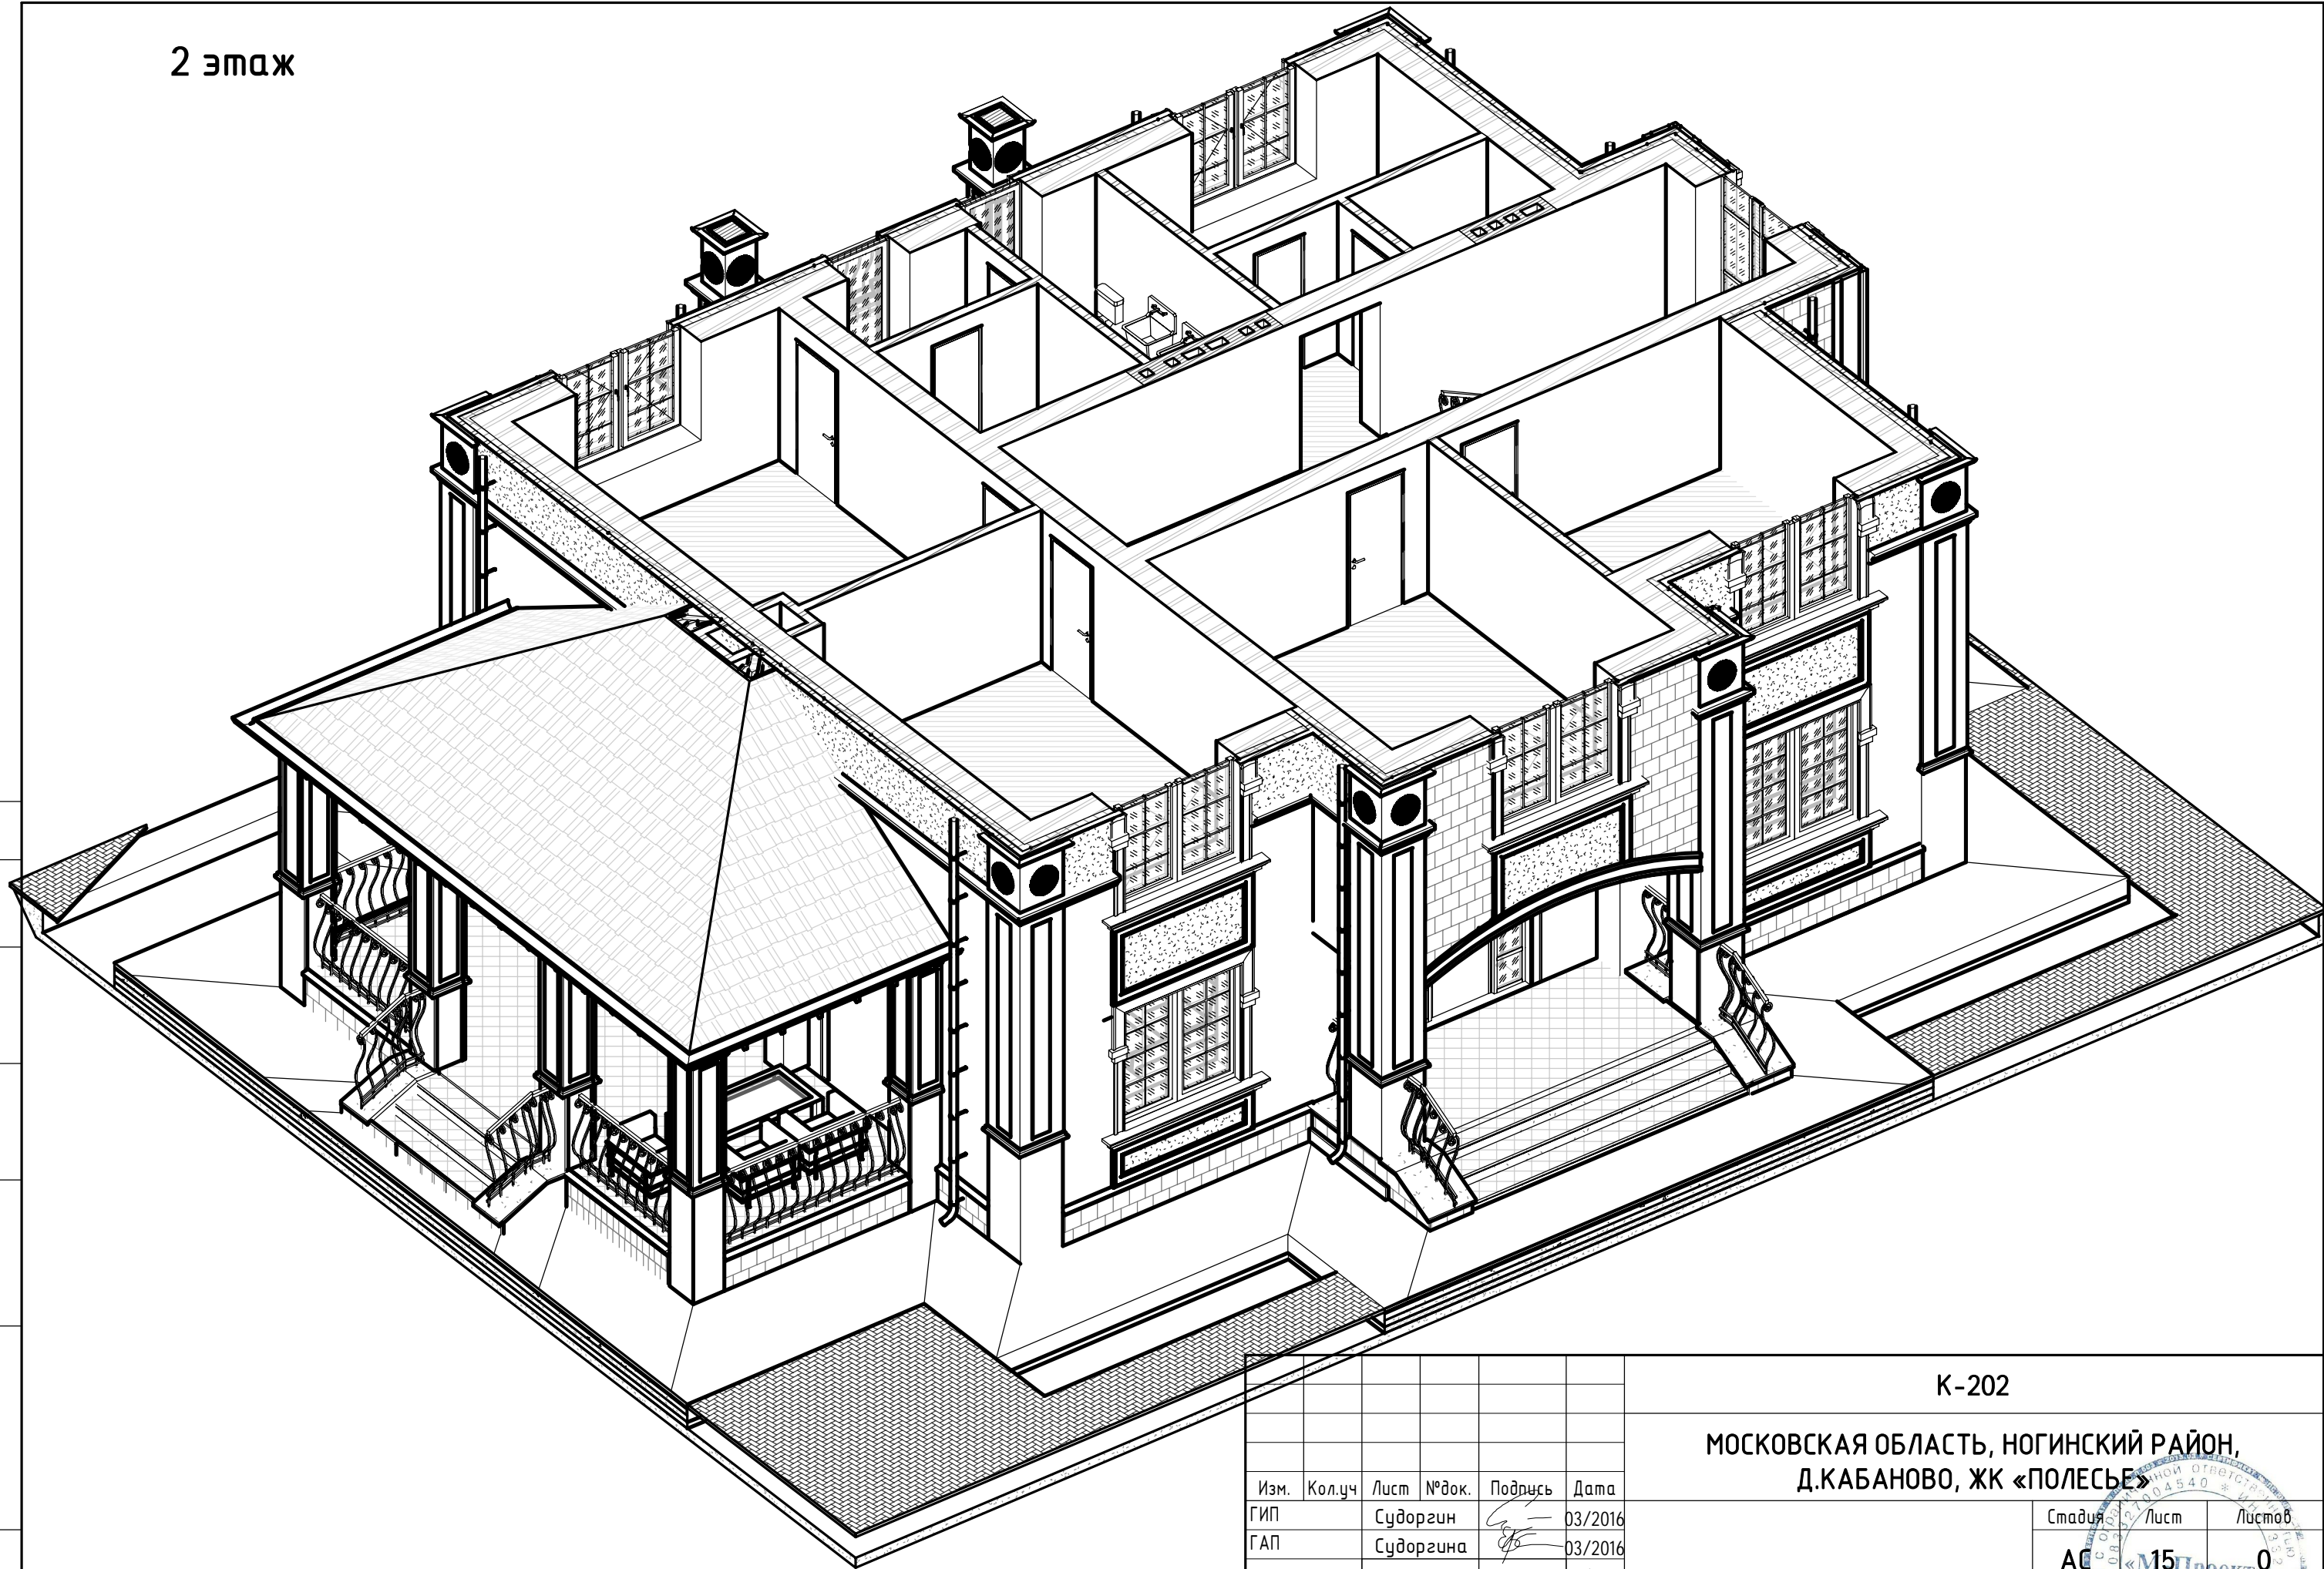 2 этаж
К-202
МОСКОВСКАЯ ОБЛАСТЬ, НОГИНСКИЙ РАЙОН,
Д.КАБАНОВО, ЖК «ПОЛЕСЬЕ»
Изм. Кол.уч Лист №док. Подпись Дата
ГИП Судоргин 03/2016
ГАП Судоргина 03/2016
Стадия Лист Листов
АС 15 0